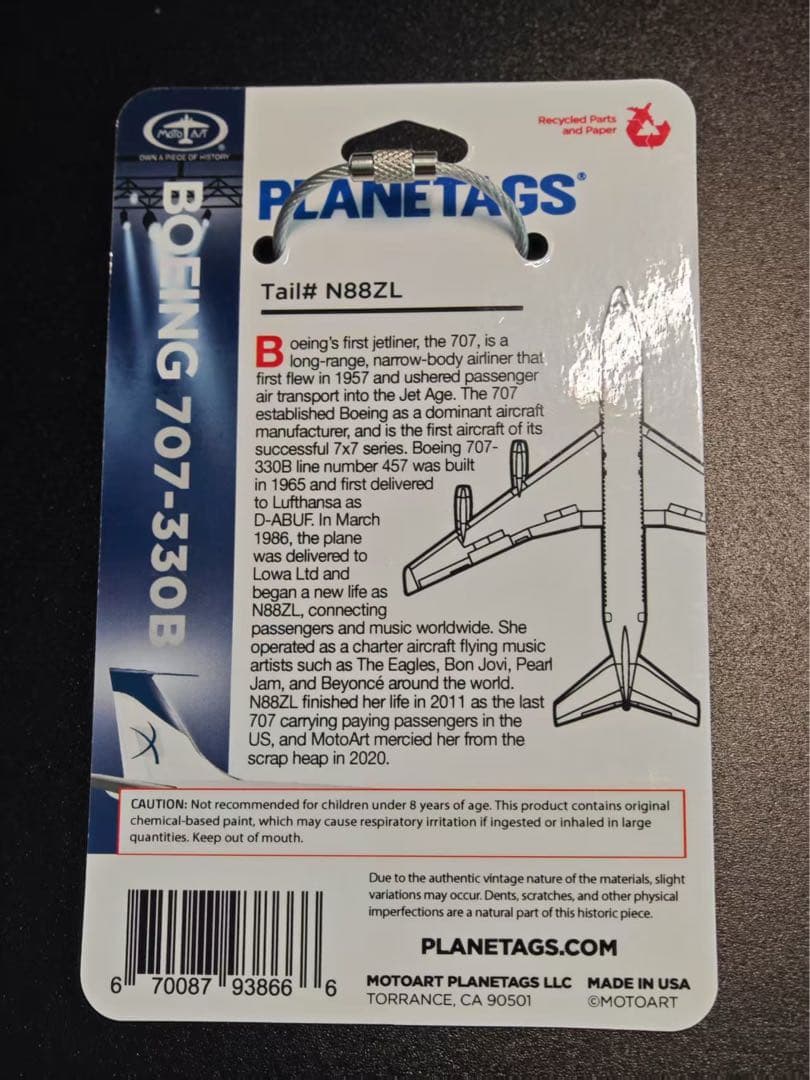 MotoArt®
OWN A PIECE OF HISTORY
Recycled Parts
and Paper
PLANETAGS®
BOEING 707-330B
Tail# N88ZL
Boeing's first jetliner, the 707, is a
long-range, narrow-body airliner that
first flew in 1957 and ushered passenger
air transport into the Jet Age. The 707
established Boeing as a dominant aircraft
manufacturer, and is the first aircraft of its
successful 7x7 series. Boeing 707-
330B line number 457 was built
in 1965 and first delivered
to Lufthansa as
D-ABUF. In March
1986, the plane
was delivered to
Lowa Ltd and
began a new life as
N88ZL, connecting
passengers and music worldwide. She
operated as a charter aircraft flying music
artists such as The Eagles, Bon Jovi, Pearl
Jam, and Beyoncé around the world.
N88ZL finished her life in 2011 as the last
707 carrying paying passengers in the
US, and MotoArt mercied her from the
scrap heap in 2020.
CAUTION: Not recommended for children under 8 years of age. This product contains original
chemical-based paint, which may cause respiratory irritation if ingested or inhaled in large
quantities. Keep out of mouth.
Due to the authentic vintage nature of the materials, slight
variations may occur. Dents, scratches, and other physical
imperfections are a natural part of this historic piece.
PLANETAGS.COM
6 70087 93866 6
MOTOART PLANETAGS LLC MADE IN USA
TORRANCE, CA 90501 ©MOTOART